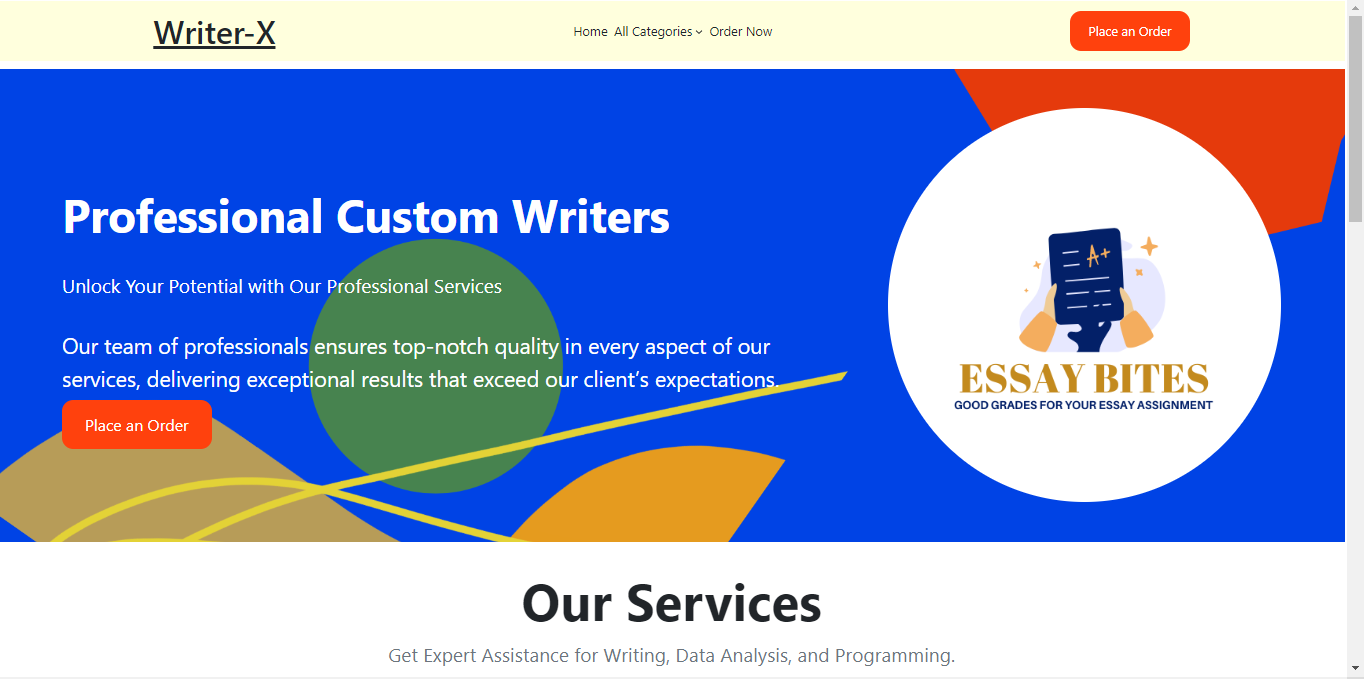 Writer-X
Home All Categories Order Now
Place an Order
Professional Custom Writers
Unlock Your Potential with Our Professional Services
Our team of professionals ensures top-notch quality in every aspect of our
services, delivering exceptional results that exceed our client’s expectations.
Place an Order
A+
ESSAY BITES
GOOD GRADES FOR YOUR ESSAY ASSIGNMENT
Our Services
Get Expert Assistance for Writing, Data Analysis, and Programming.